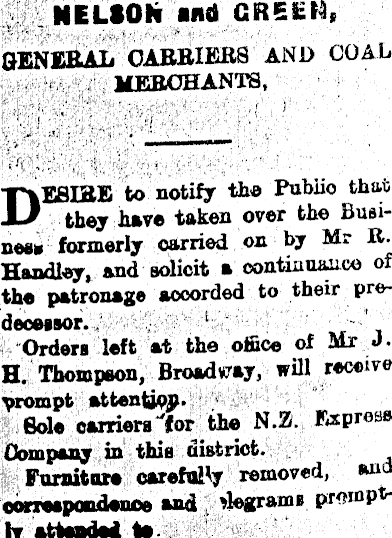 NELSON and GREEN,
GENERAL CARRIERS AND COAL
MERCHANTS,
DESIRE to notify the Public that
they have taken over the Busi-
ness formerly carried on by Mr R.
Handley, and solicit a continuance of
the patronage accorded to their pre-
decessor.
Orders left at the office of Mr J.
H. Thompson, Broadway, will receive
prompt attention.
Sole carriers for the N.Z. Express
Company in this district.
Furniture carefully removed, and
correspondence and telegrams prompt-
ly attended to.